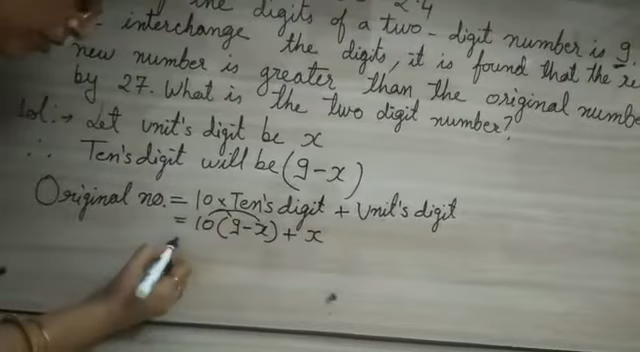 the digits of a two-digit number is 9.
interchange the digits, it is found that the
new number is greater than the original
by 27. What is the two digit number?
Sol:→ Let unit's digit be x
∴ Ten's digit will be (9-x)
Original no. = 10 × Ten's digit + Unit's digit
= 10(9-x) + x